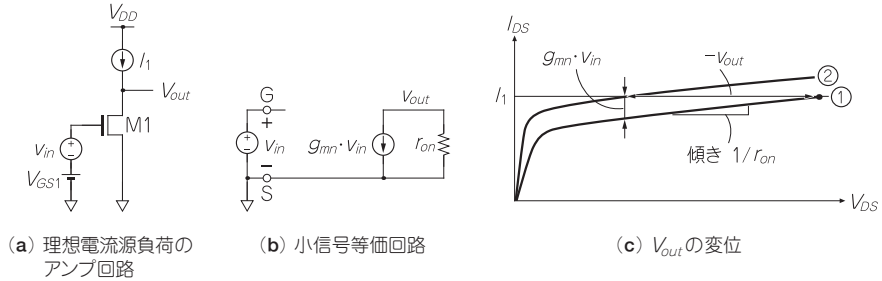 VDD
I1
Vout
M1
vin
VGS1
(a) 理想電流源負荷の
アンプ回路
G
+
vin
−
S
gmn・vin
vout
ron
(b) 小信号等価回路
IDS
gmn・vin
−vout
②
I1
①
傾き 1/ron
VDS
(c) Voutの変位